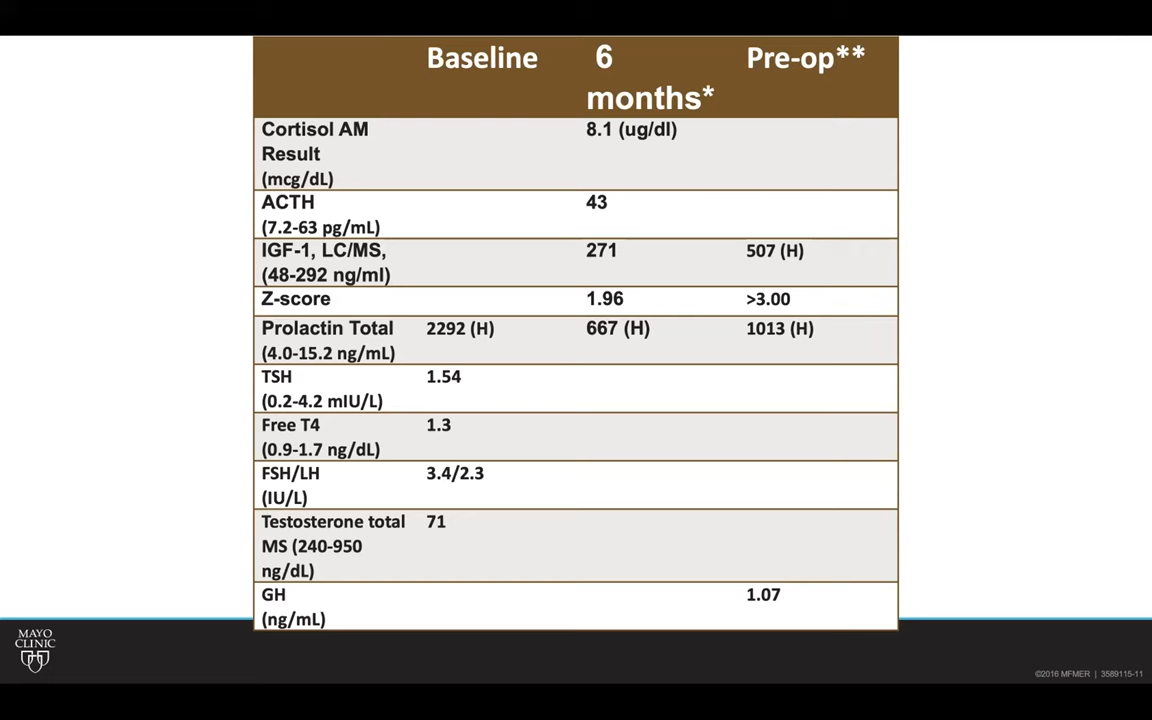 Baseline
6
months*
Pre-op**
Cortisol AM
Result
(mcg/dL)
8.1 (ug/dl)
ACTH
(7.2-63 pg/mL)
43
IGF-1, LC/MS,
(48-292 ng/ml)
271
507 (H)
Z-score
1.96
>3.00
Prolactin Total
(4.0-15.2 ng/mL)
2292 (H)
667 (H)
1013 (H)
TSH
(0.2-4.2 mIU/L)
1.54
Free T4
(0.9-1.7 ng/dL)
1.3
FSH/LH
(IU/L)
3.4/2.3
Testosterone total
MS (240-950
ng/dL)
71
GH
(ng/mL)
1.07
MAYO
CLINIC
©2016 MFMER | 3589115-11